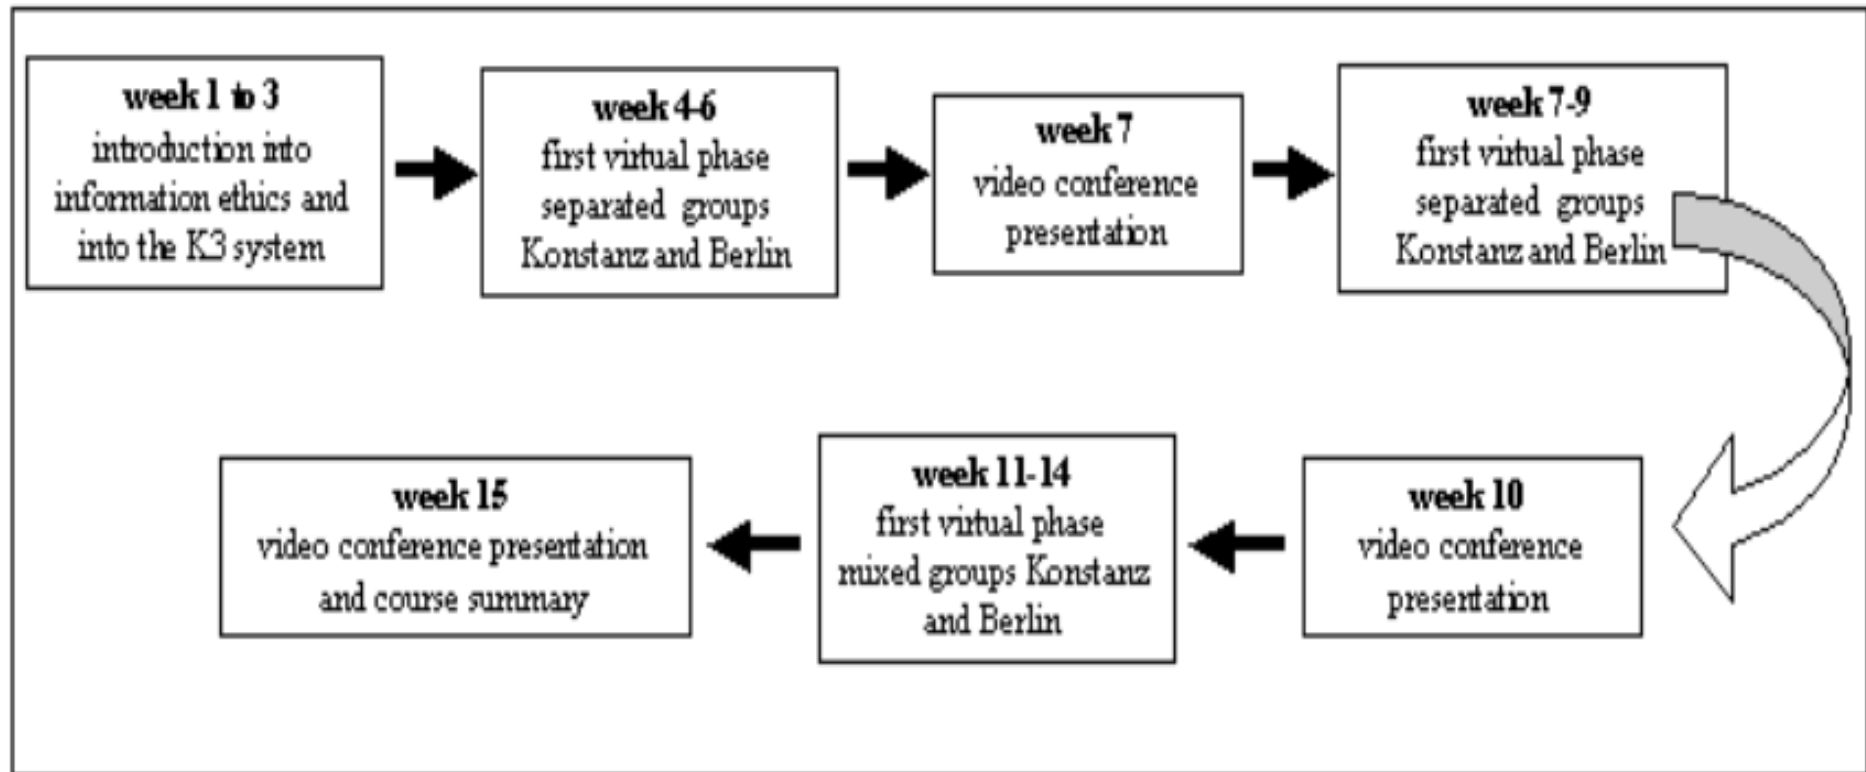 week 1 to 3
introduction into
information ethics and
into the K3 system
week 4-6
first virtual phase
separated groups
Konstanz and Berlin
week 7
video conference
presentation
week 7-9
first virtual phase
separated groups
Konstanz and Berlin
week 10
video conference
presentation
week 11-14
first virtual phase
mixed groups Konstanz
and Berlin
week 15
video conference presentation
and course summary